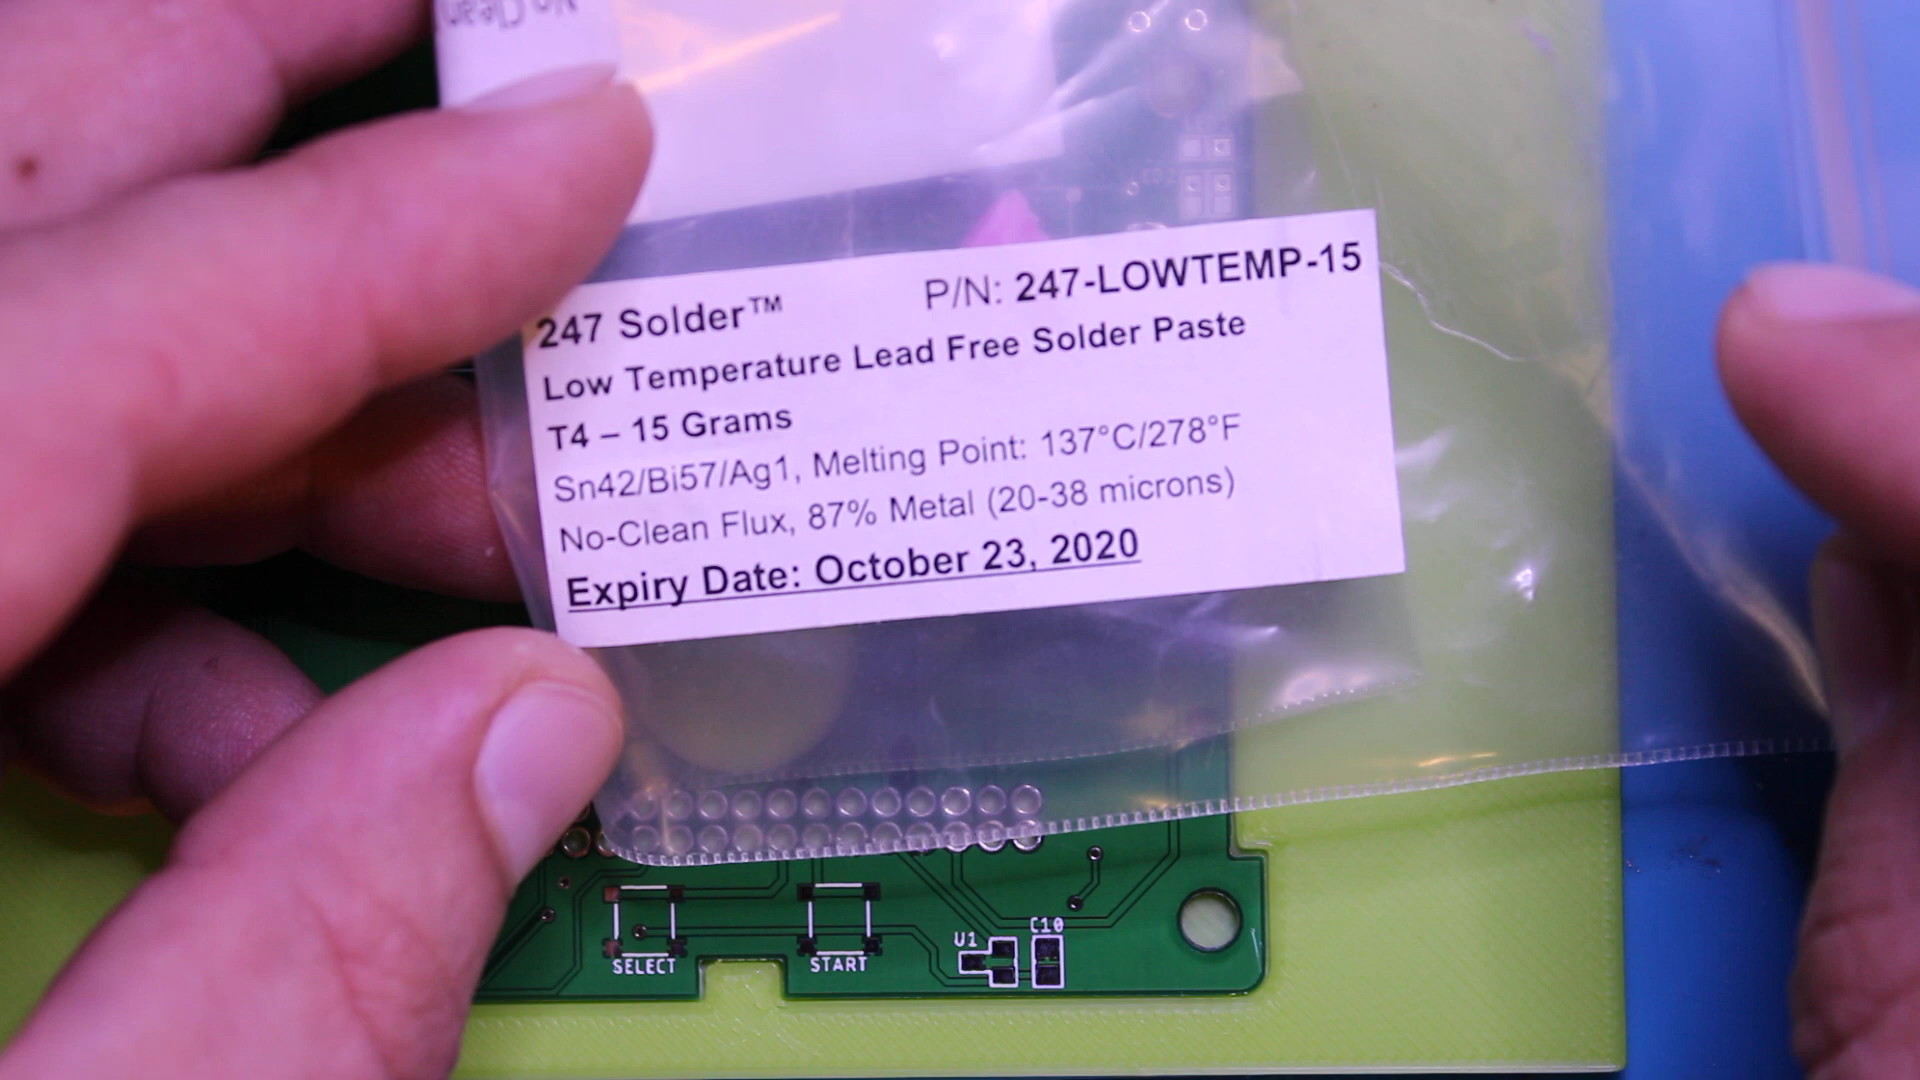 No Clean
247 Solder™ P/N: 247-LOWTEMP-15
Low Temperature Lead Free Solder Paste
T4 – 15 Grams
Sn42/Bi57/Ag1, Melting Point: 137°C/278°F
No-Clean Flux, 87% Metal (20-38 microns)
Expiry Date: October 23, 2020
SELECT
START
U1
C10